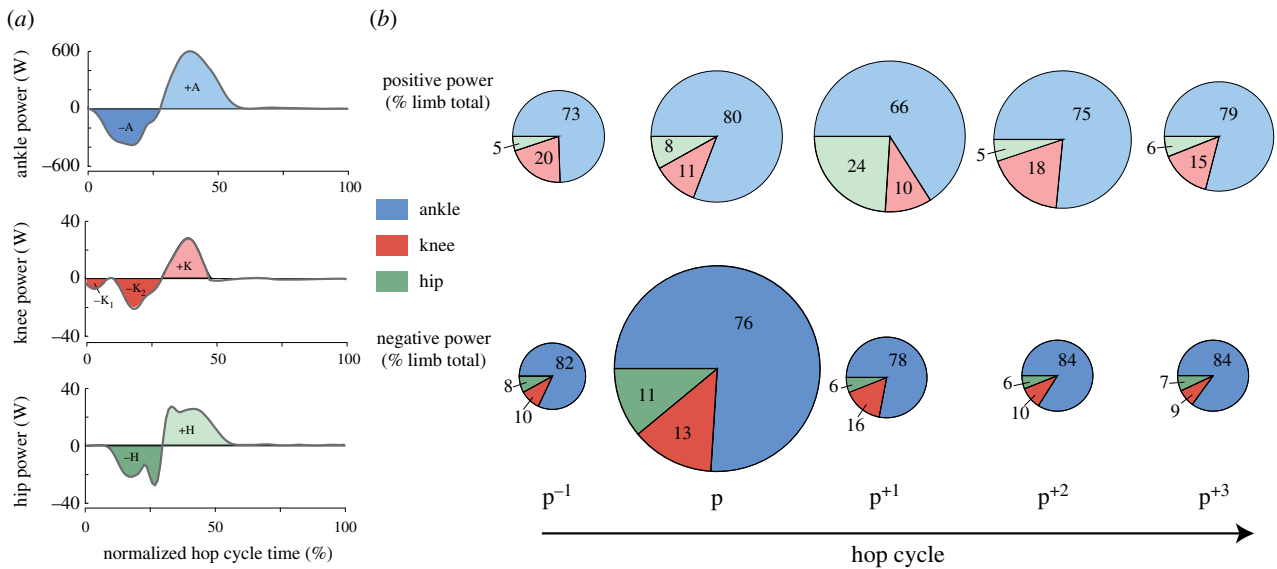 (a)
ankle power (W)
600
0
–600
+A
–A
0
50
100
knee power (W)
40
0
–40
+K
–K1
–K2
0
25
50
100
hip power (W)
40
0
–40
+H
–H
0
50
100
normalized hop cycle time (%)
(b)
positive power
(% limb total)
73
5
20
80
8
11
66
24
10
75
5
18
79
6
15
ankle
knee
hip
negative power
(% limb total)
82
8
10
76
11
13
78
6
16
84
6
10
84
7
9
p–1
p
p+1
p+2
p+3
hop cycle